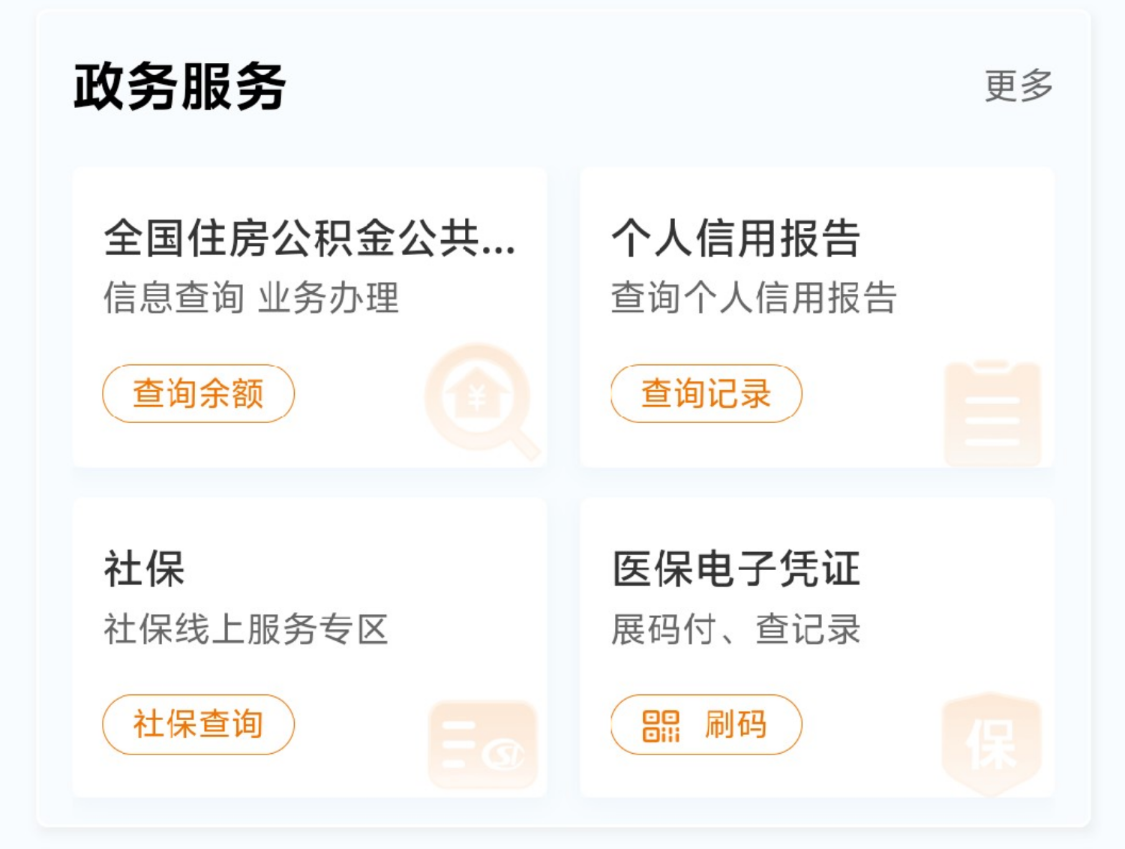 政务服务
更多
全国住房公积金公共...
信息查询 业务办理
查询余额
¥
个人信用报告
查询个人信用报告
查询记录
社保
社保线上服务专区
社保查询
医保电子凭证
展码付、查记录
刷码
保